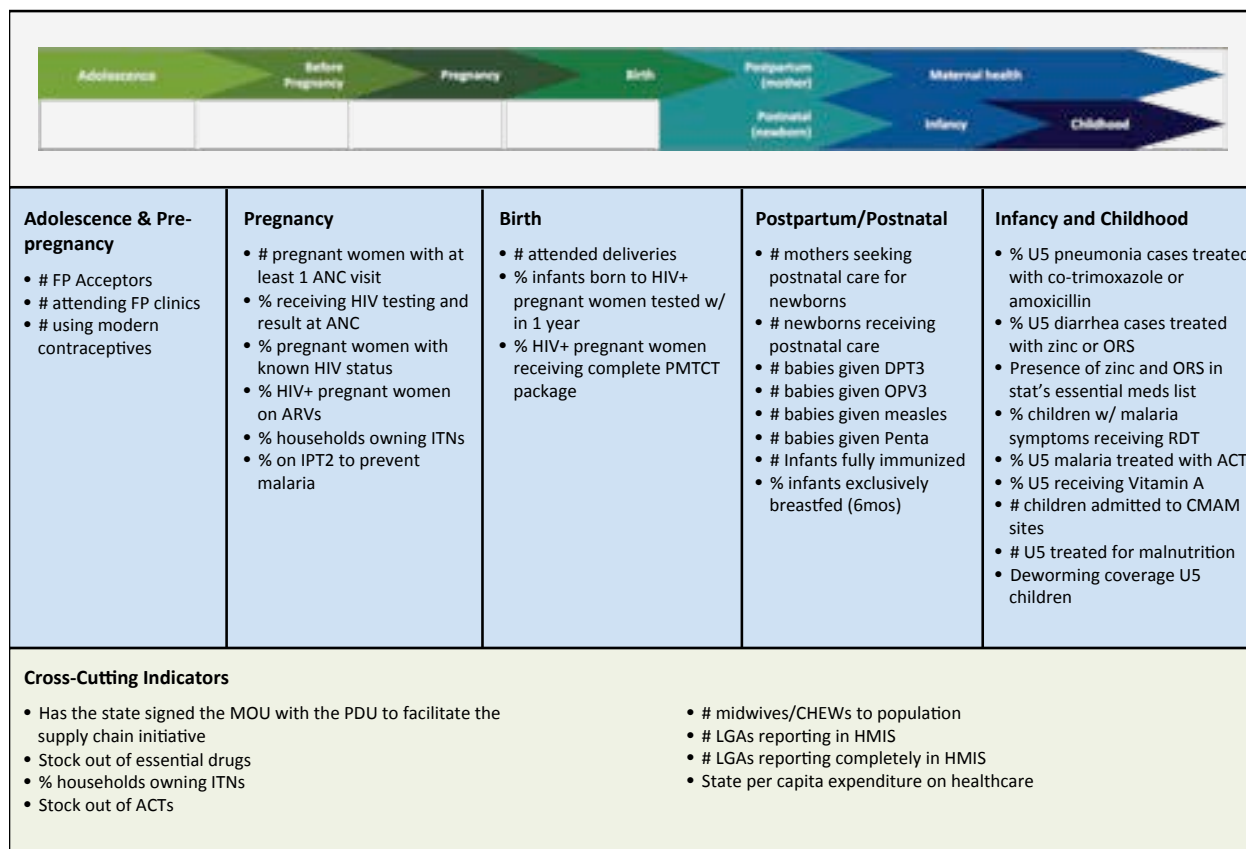 Adolescence
Before
Pregnancy
Pregnancy
Birth
Postpartum
(mother)
Maternal health
Postnatal
(newborn)
Infancy
Childhood
Adolescence & Pre-
pregnancy
• # FP Acceptors
• # attending FP clinics
• # using modern
contraceptives
Pregnancy
• # pregnant women with at
least 1 ANC visit
• % receiving HIV testing and
result at ANC
• % pregnant women with
known HIV status
• % HIV+ pregnant women
on ARVs
• % households owning ITNs
• % on IPT2 to prevent
malaria
Birth
• # attended deliveries
• % infants born to HIV+
pregnant women tested w/
in 1 year
• % HIV+ pregnant women
receiving complete PMTCT
package
Postpartum/Postnatal
• # mothers seeking
postnatal care for
newborns
• # newborns receiving
postnatal care
• # babies given DPT3
• # babies given OPV3
• # babies given measles
• # babies given Penta
• # Infants fully immunized
• % infants exclusively
breastfed (6mos)
Infancy and Childhood
• % U5 pneumonia cases treated
with co-trimoxazole or
amoxicillin
• % U5 diarrhea cases treated
with zinc or ORS
• Presence of zinc and ORS in
stat's essential meds list
• % children w/ malaria
symptoms receiving RDT
• % U5 malaria treated with ACT
• % U5 receiving Vitamin A
• # children admitted to CMAM
sites
• # U5 treated for malnutrition
• Deworming coverage U5
children
Cross-Cutting Indicators
• Has the state signed the MOU with the PDU to facilitate the
supply chain initiative
• Stock out of essential drugs
• % households owning ITNs
• Stock out of ACTs
• # midwives/CHEWs to population
• # LGAs reporting in HMIS
• # LGAs reporting completely in HMIS
• State per capita expenditure on healthcare